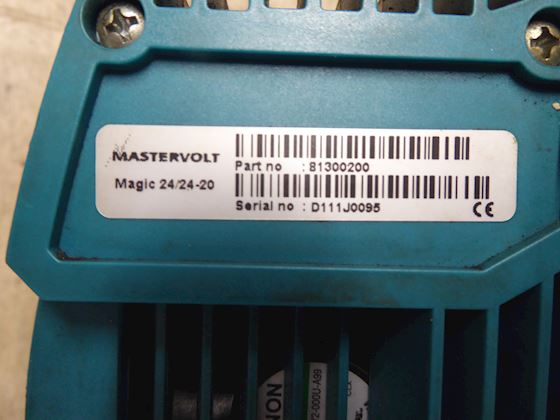 MASTERVOLT
Magic 24/24-20
Part no : 81300200
Serial no : D111J0095
CE